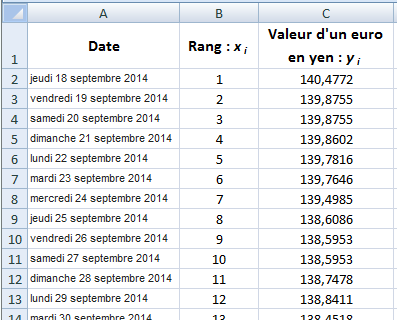 A B C
1 Date Rang : x i Valeur d'un euro
en yen : y i
2 jeudi 18 septembre 2014 1 140,4772
3 vendredi 19 septembre 2014 2 139,8755
4 samedi 20 septembre 2014 3 139,8755
5 dimanche 21 septembre 2014 4 139,8602
6 lundi 22 septembre 2014 5 139,7816
7 mardi 23 septembre 2014 6 139,7646
8 mercredi 24 septembre 2014 7 139,4985
9 jeudi 25 septembre 2014 8 138,6086
10 vendredi 26 septembre 2014 9 138,5953
11 samedi 27 septembre 2014 10 138,5953
12 dimanche 28 septembre 2014 11 138,7478
13 lundi 29 septembre 2014 12 138,8411
14 mardi 30 septembre 2014 13 138,4518